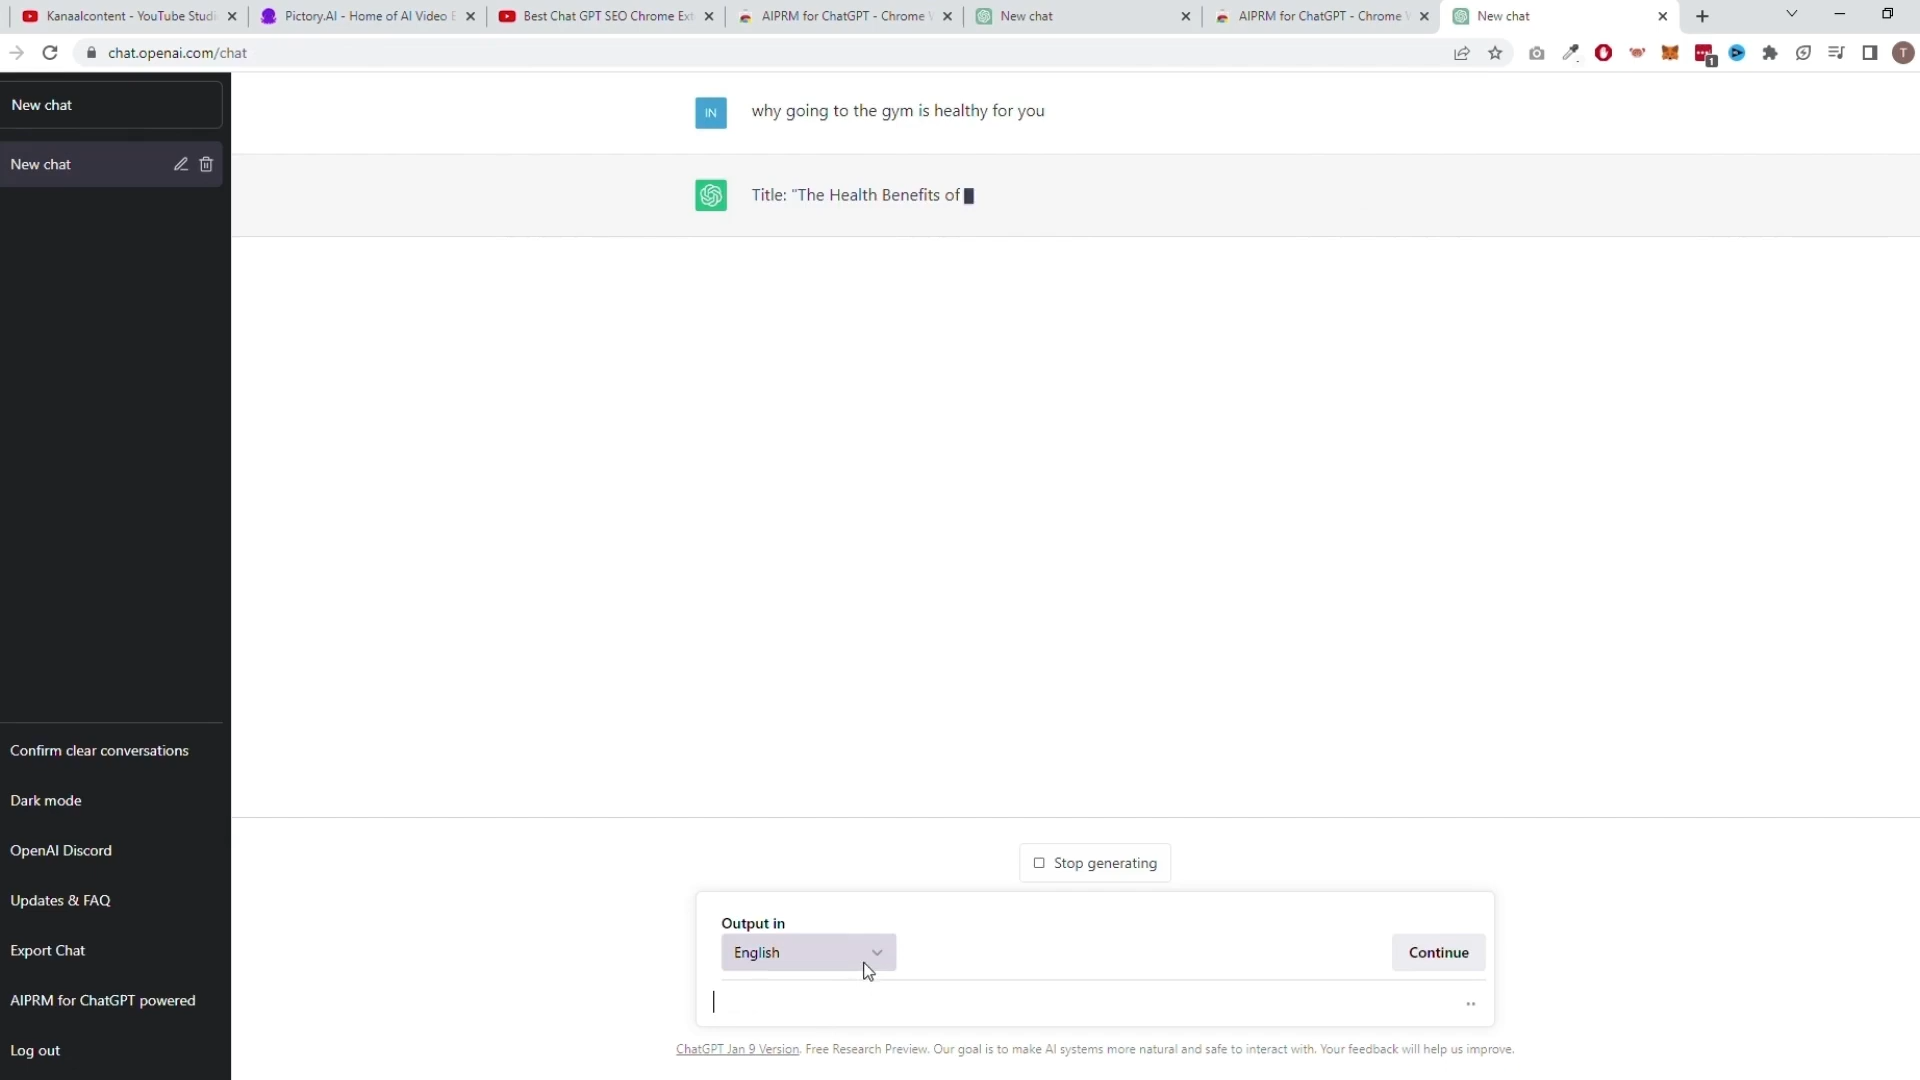 Kanaalcontent - YouTube Studi
Pictory.AI - Home of AI Video E
Best Chat GPT SEO Chrome Ext
AIPRM for ChatGPT - Chrome W
New chat
AIPRM for ChatGPT - Chrome W
New chat
chat.openai.com/chat
1
T
New chat
New chat
IN
why going to the gym is healthy for you
Title: "The Health Benefits of
Confirm clear conversations
Dark mode
OpenAI Discord
Updates & FAQ
Export Chat
AIPRM for ChatGPT powered
Log out
Stop generating
Output in
English
Continue
ChatGPT Jan 9 Version. Free Research Preview. Our goal is to make AI systems more natural and safe to interact with. Your feedback will help us improve.